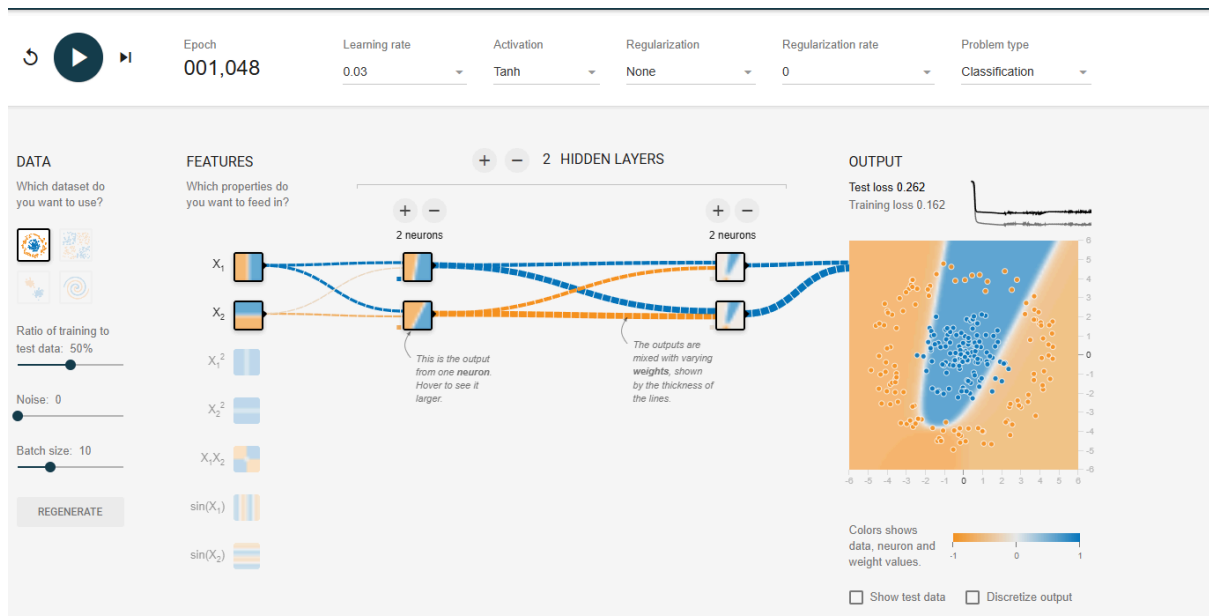 Epoch
001,048
Learning rate
0.03
Activation
Tanh
Regularization
None
Regularization rate
0
Problem type
Classification
DATA
Which dataset do
you want to use?
Ratio of training to
test data: 50%
Noise: 0
Batch size: 10
REGENERATE
FEATURES
Which properties do
you want to feed in?
X1
X2
X1²
X2²
X1X2
sin(X1)
sin(X2)
+ − 2 HIDDEN LAYERS
+ −
2 neurons
This is the output
from one neuron.
Hover to see it
larger.
+ −
2 neurons
The outputs are
mixed with varying
weights, shown
by the thickness of
the lines.
OUTPUT
Test loss 0.262
Training loss 0.162
6
5
4
3
2
1
0
-1
-2
-3
-4
-5
-6
-6 -5 -4 -3 -2 -1 0 1 2 3 4 5 6
Colors shows
data, neuron and
weight values.
-1 0 1
Show test data
Discretize output